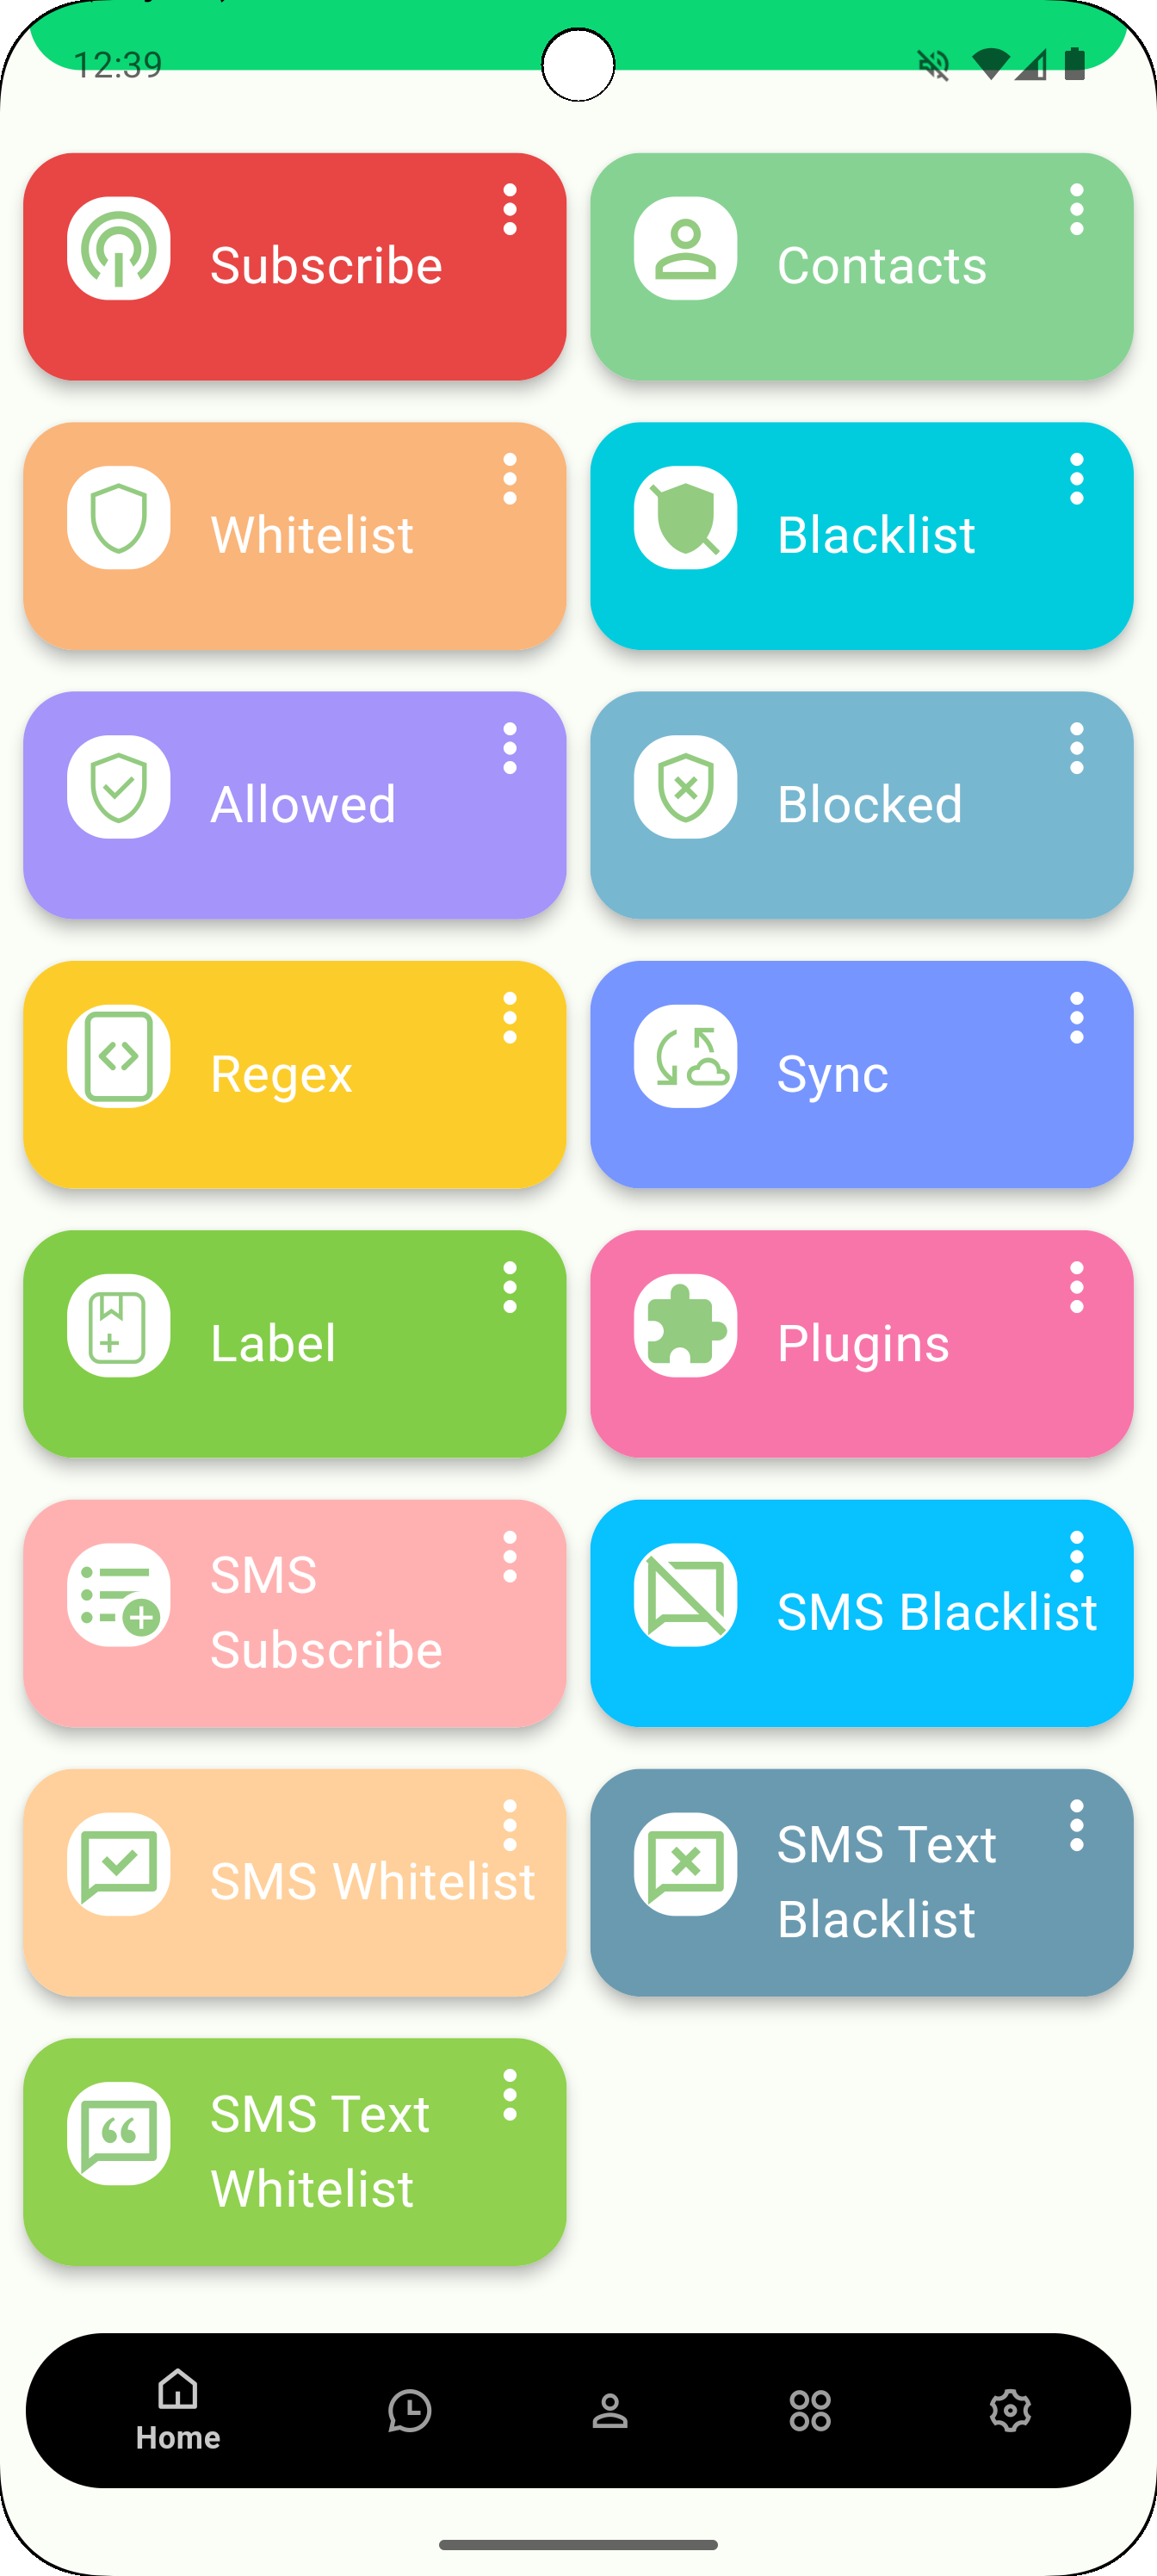 12:39
Subscribe
Contacts
Whitelist
Blacklist
Allowed
Blocked
Regex
Sync
Label
Plugins
SMS
Subscribe
SMS Blacklist
SMS Whitelist
SMS Text
Blacklist
SMS Text
Whitelist
Home